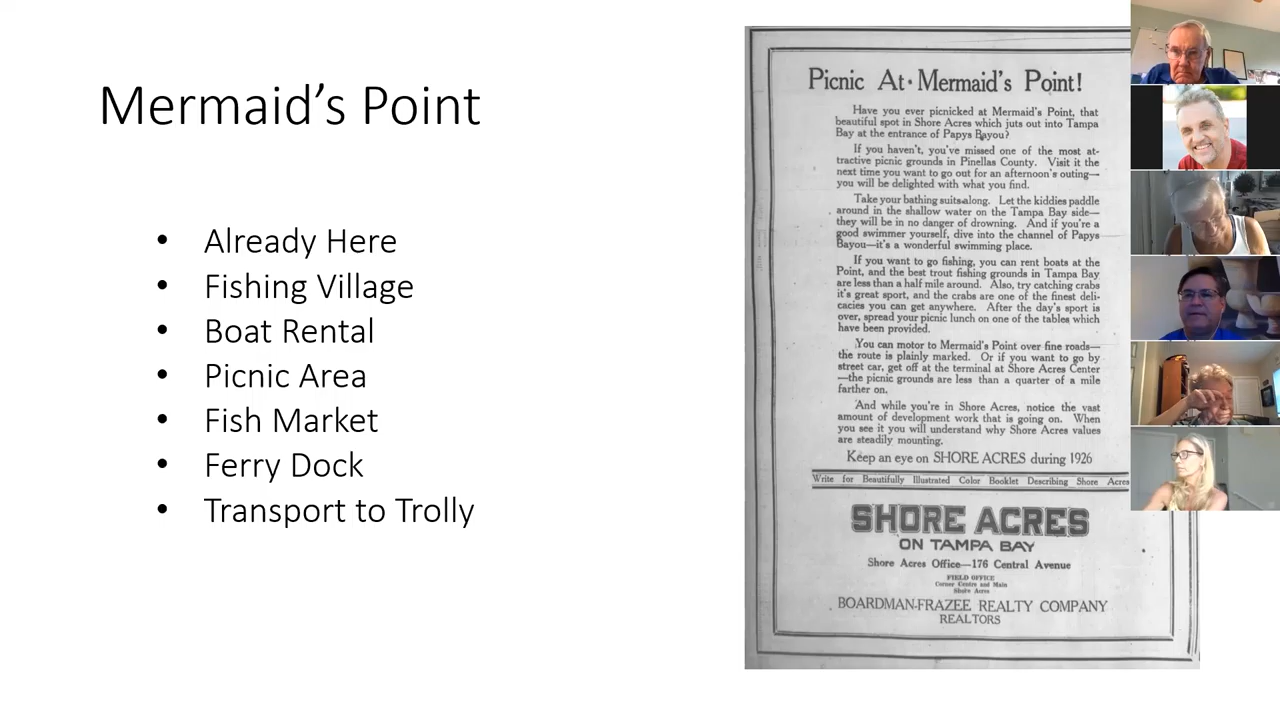 Mermaid's Point
• Already Here
• Fishing Village
• Boat Rental
• Picnic Area
• Fish Market
• Ferry Dock
• Transport to Trolly
Picnic At Mermaid's Point!
Have you ever picnicked at Mermaid's Point, that
beautiful spot in Shore Acres which juts out into Tampa
Bay at the entrance of Papys Bayou?
If you haven't, you've missed one of the most at-
tractive picnic grounds in Pinellas County. Visit it the
next time you want to go out for an afternoon's outing—
you will be delighted with what you find.
Take your bathing suits along. Let the kiddies paddle
around in the shallow water on the Tampa Bay side—
they will be in no danger of drowning. And if you're a
good swimmer yourself, dive into the channel of Papys
Bayou—it's a wonderful swimming place.
If you want to go fishing, you can rent boats at the
Point, and the best trout fishing grounds in Tampa Bay
are less than a half mile around. Also, try catching crabs
it's great sport, and the crabs are one of the finest deli-
cacies you can get anywhere. After the day's sport is
over, spread your picnic lunch on one of the tables which
have been provided.
You can motor to Mermaid's Point over fine roads—
the route is plainly marked. Or if you want to go by
street car, get off at the terminal at Shore Acres Center
—the picnic grounds are less than a quarter of a mile
farther on.
And while you're in Shore Acres, notice the vast
amount of development work that is going on. When
you see it you will understand why Shore Acres values
are steadily mounting.
Keep an eye on SHORE ACRES during 1926
Write for Beautifully Illustrated Color Booklet Describing Shore Acres
SHORE ACRES
ON TAMPA BAY
Shore Acres Office—176 Central Avenue
FIELD OFFICE
Corner Centre and Main
Shore Acres
BOARDMAN-FRAZEE REALTY COMPANY
REALTORS